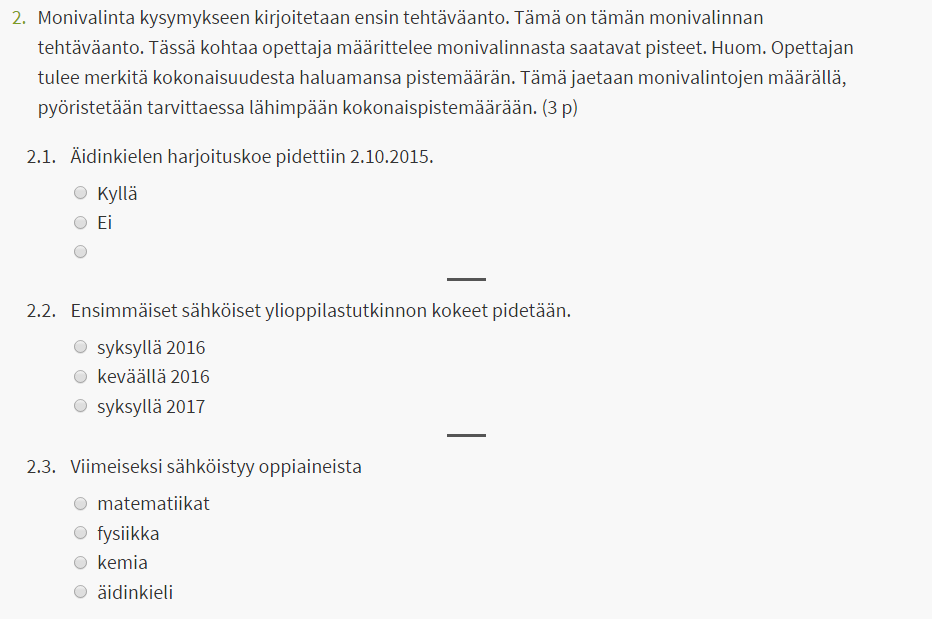 2. Monivalinta kysymykseen kirjoitetaan ensin tehtäväanto. Tämä on tämän monivalinnan
tehtäväanto. Tässä kohtaa opettaja määrittelee monivalinnasta saatavat pisteet. Huom. Opettajan
tulee merkitä kokonaisuudesta haluamansa pistemäärän. Tämä jaetaan monivalintojen määrällä,
pyöristetään tarvittaessa lähimpään kokonaispistemäärään. (3 p)
2.1. Äidinkielen harjoituskoe pidettiin 2.10.2015.
Kyllä
Ei
2.2. Ensimmäiset sähköiset ylioppilastutkinnon kokeet pidetään.
syksyllä 2016
keväällä 2016
syksyllä 2017
2.3. Viimeiseksi sähköistyy oppiaineista
matematiikat
fysiikka
kemia
äidinkieli